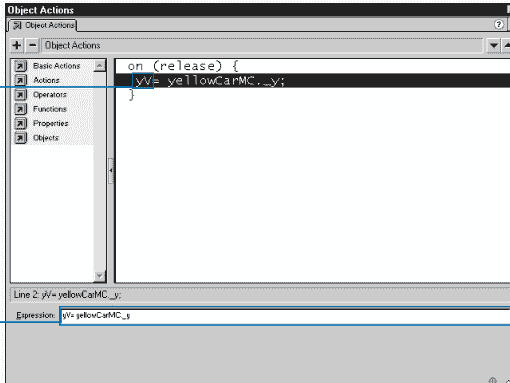 Object Actions
Object Actions
?
+ − Object Actions
Basic Actions
Actions
Operators
Functions
Properties
Objects
on (release) {
yV= yellowCarMC._y;
}
Line 2: yV= yellowCarMC._y;
Expression: yV= yellowCarMC._y